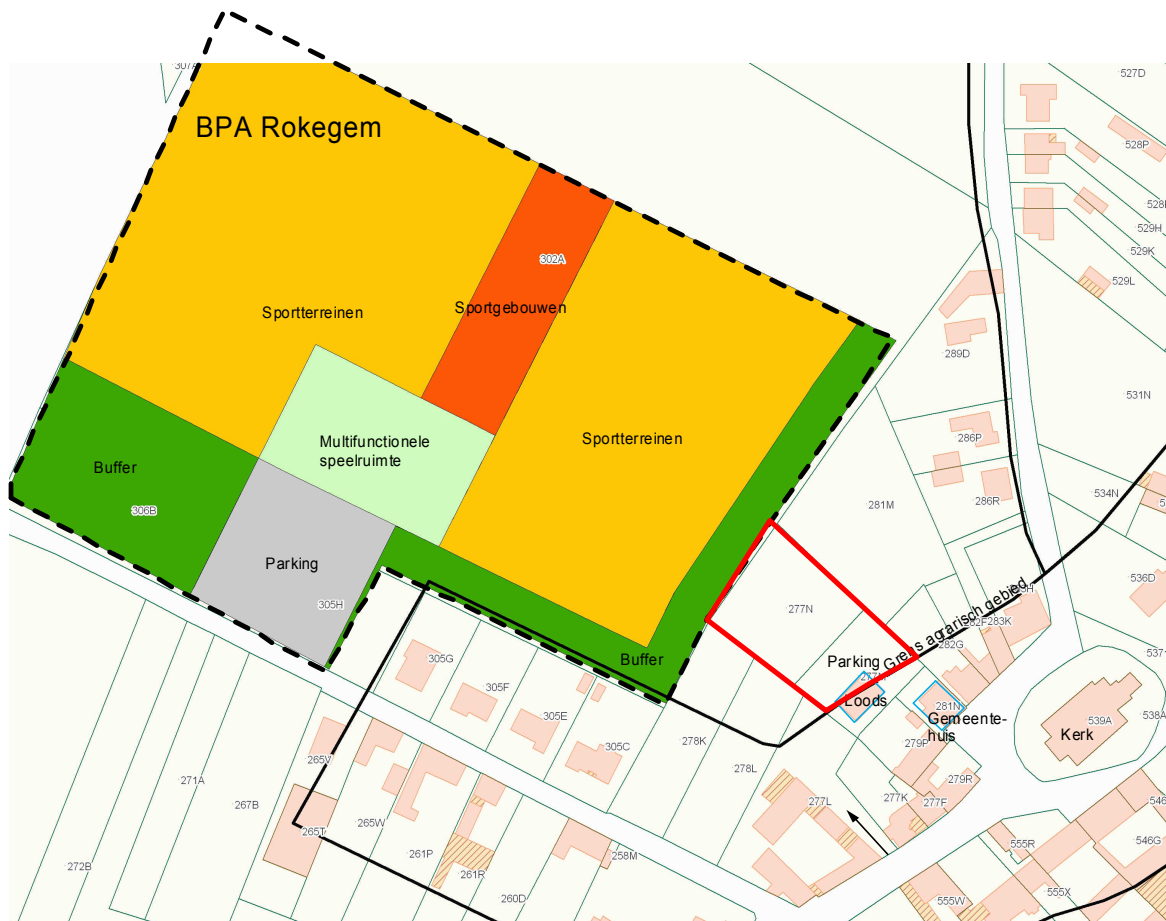 307A
527D
BPA Rokegem
528P
302A
529H
529K
529L
Sportgebouwen
Sportterreinen
289D
531N
Sportterreinen
286P
Multifunctionele
speelruimte
Buffer
281M
286R
534N
306B
Parking
305H
536D
277N
Grens agrarisch gebied
282F
283K
282G
305G
Buffer
Parking
305F
Loods
281N
Gemeente-
huis
305E
539A
538A
Kerk
305C
278K
279P
265V
278L
279R
271A
267B
277L
277K
277F
265T
265W
555R
546G
261P
258M
272B
261R
260D
555W
555X